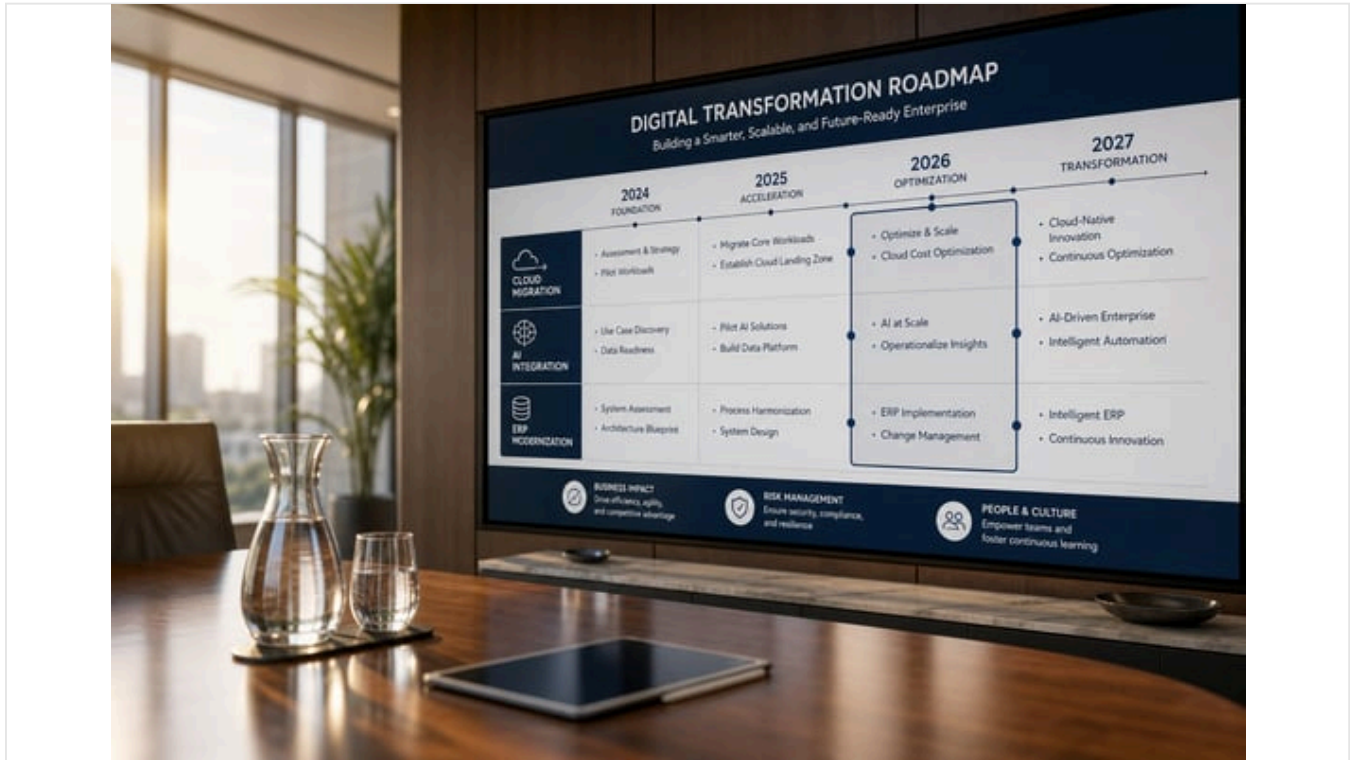 DIGITAL TRANSFORMATION ROADMAP
Building a Smarter, Scalable, and Future-Ready Enterprise
2024
FOUNDATION
2025
ACCELERATION
2026
OPTIMIZATION
2027
TRANSFORMATION
CLOUD
MIGRATION
• Assessment & Strategy
• Pilot Workloads
• Migrate Core Workloads
• Establish Cloud Landing Zone
• Optimize & Scale
• Cloud Cost Optimization
• Cloud-Native
Innovation
• Continuous Optimization
AI
INTEGRATION
• Use Case Discovery
• Data Readiness
• Pilot AI Solutions
• Build Data Platform
• AI at Scale
• Operationalize Insights
• AI-Driven Enterprise
• Intelligent Automation
ERP
MODERNIZATION
• System Assessment
• Architecture Blueprint
• Process Harmonization
• System Design
• ERP Implementation
• Change Management
• Intelligent ERP
• Continuous Innovation
BUSINESS IMPACT
Drive efficiency, agility,
and competitive advantage
RISK MANAGEMENT
Ensure security, compliance,
and resilience
PEOPLE & CULTURE
Empower teams and
foster continuous learning